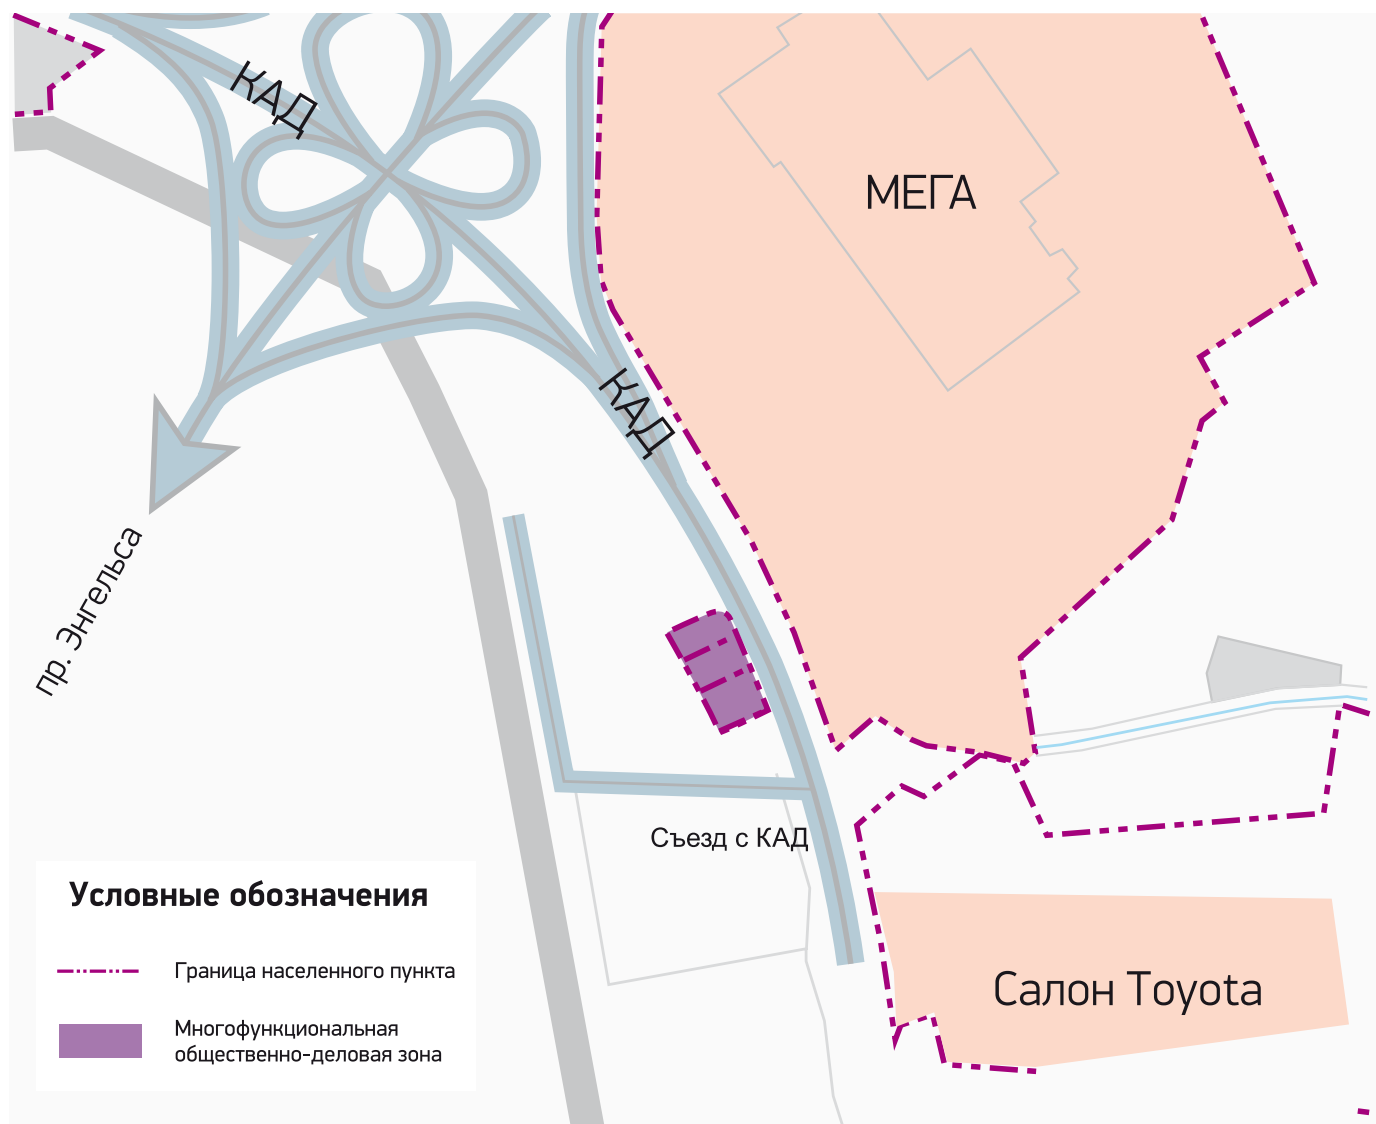 КАД
МЕГА
КАД
пр. Энгельса
Съезд с КАД
Условные обозначения
Граница населенного пункта
Многофункциональная
общественно-деловая зона
Салон Toyota